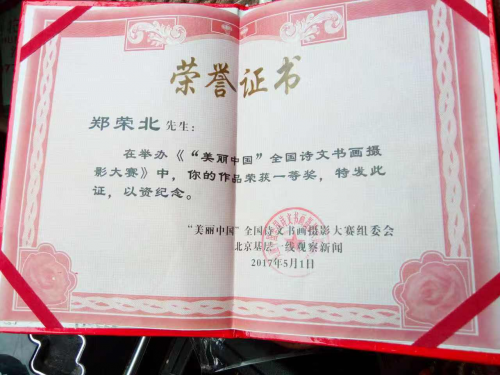 荣誉证书
郑荣北 先生：
在举办《“美丽中国”全国诗文书画摄
影大赛》中，你的作品荣获一等奖，特发此
证，以资纪念。
“美丽中国”全国诗文书画摄影大赛组委会
北京基层一线观察新闻
2017年5月1日